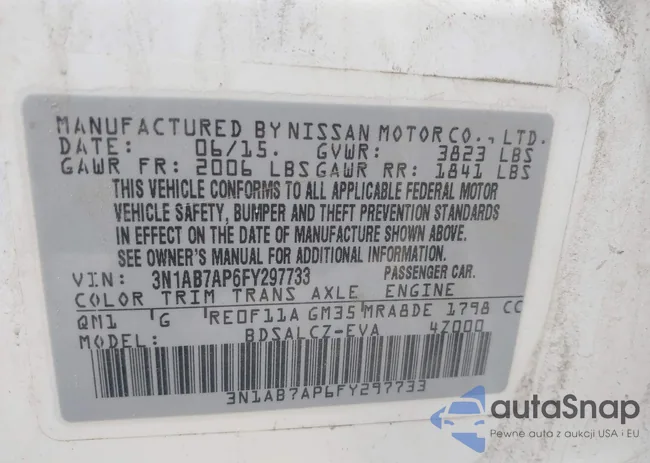 MANUFACTURED BY NISSAN MOTOR CO., LTD.
DATE: 06/15. GVWR: 3823 LBS
GAWR FR: 2006 LBS GAWR RR: 1841 LBS
THIS VEHICLE CONFORMS TO ALL APPLICABLE FEDERAL MOTOR
VEHICLE SAFETY, BUMPER AND THEFT PREVENTION STANDARDS
IN EFFECT ON THE DATE OF MANUFACTURE SHOWN ABOVE.
SEE OWNER'S MANUAL FOR ADDITIONAL INFORMATION.
VIN: 3N1AB7AP6FY297733 PASSENGER CAR.
COLOR TRIM TRANS AXLE ENGINE
QM1 G RE0F11A GM35 MRA8DE 1798 CC
MODEL: BDSALCZ-EVA 4Z000
3N1AB7AP6FY297733
autoSnap
Pewne auta z aukcji USA i EU